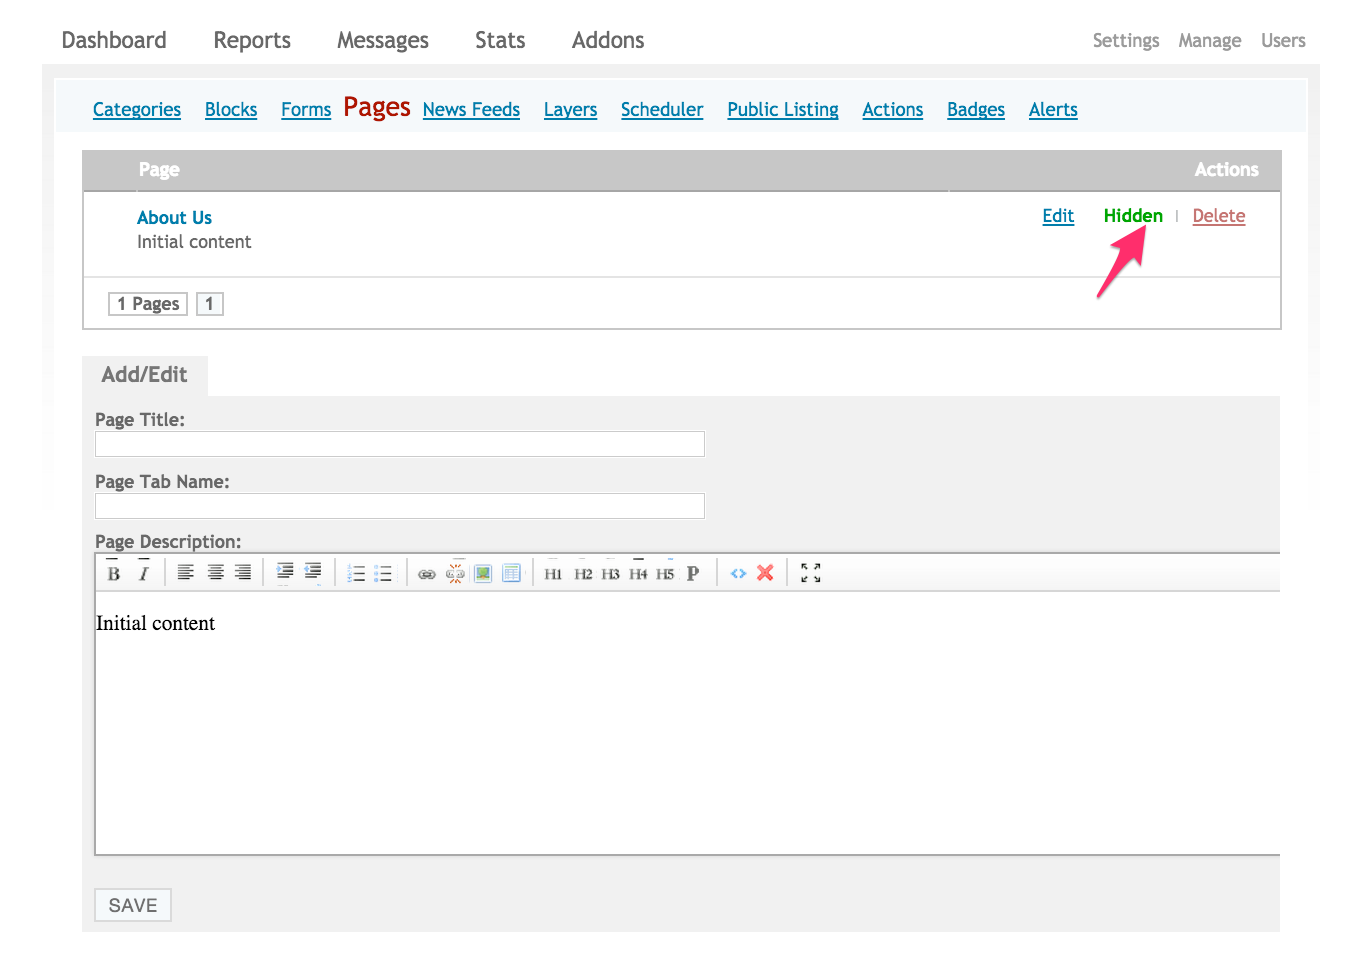 Dashboard Reports Messages Stats Addons Settings Manage Users
Categories Blocks Forms Pages News Feeds Layers Scheduler Public Listing Actions Badges Alerts
Page Actions
About Us Edit Hidden | Delete
Initial content
1 Pages 1
Add/Edit
Page Title:
Page Tab Name:
Page Description:
B I H1 H2 H3 H4 H5 P
Initial content
SAVE